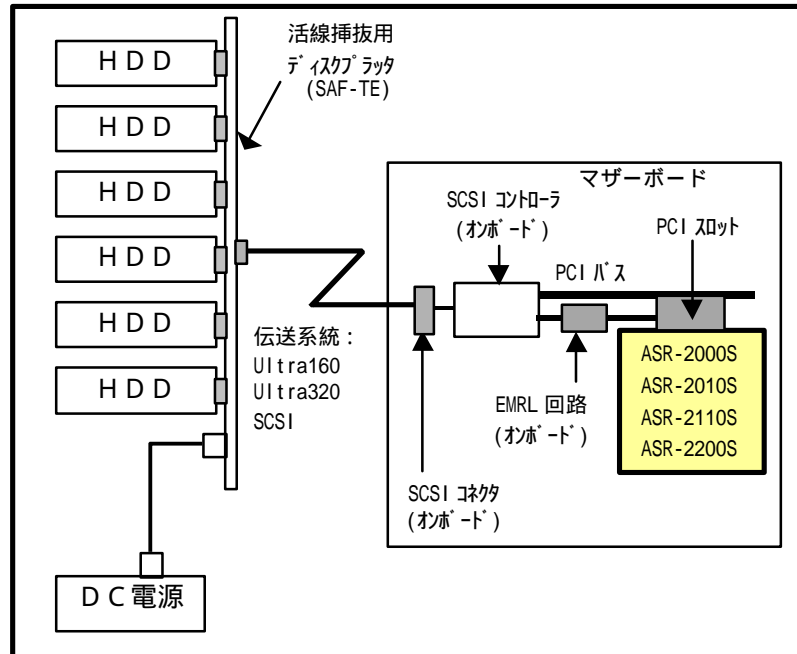 HDD
HDD
HDD
HDD
HDD
HDD
活線挿抜用
ディスクプラッタ
(SAF-TE)
伝送系統：
Ultra160
Ultra320
SCSI
DC電源
マザーボード
SCSI コントローラ
(オンボード)
PCI スロット
PCI バス
EMRL 回路
(オンボード)
SCSI コネクタ
(オンボード)
ASR-2000S
ASR-2010S
ASR-2110S
ASR-2200S